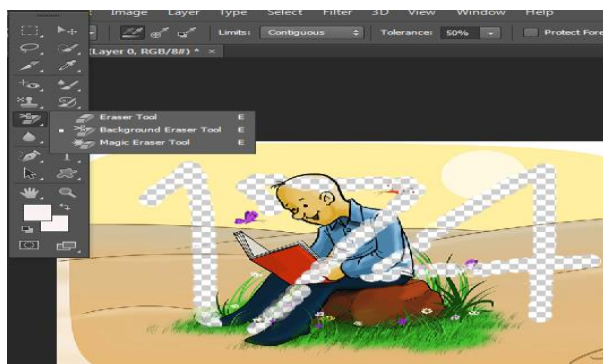 Image Layer Type Select Filter 3D View Window Help
Limits: Contiguous Tolerance: 50% Protect Fore
(Layer 0, RGB/8#) * ×
Eraser Tool E
Background Eraser Tool E
Magic Eraser Tool E
174